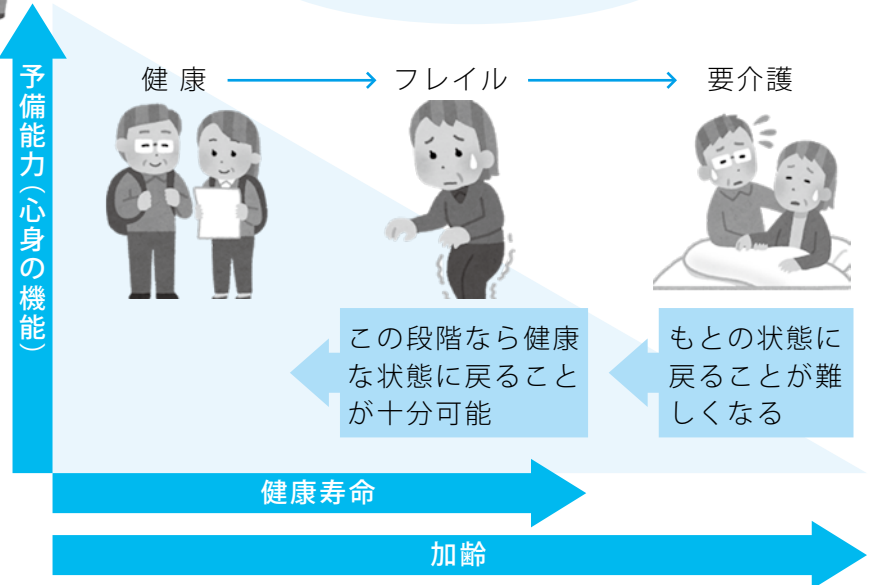 予備能力（心身の機能）
健康
フレイル
要介護
この段階なら健康
な状態に戻ること
が十分可能
もとの状態に
戻ることが難
しくなる
健康寿命
加齢